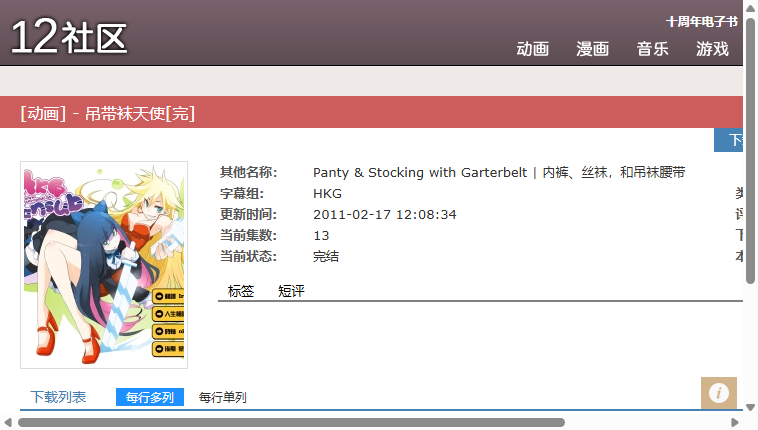 12社区
十周年电子书
动画 漫画 音乐 游戏
[动画] - 吊带袜天使[完]
其他名称: Panty & Stocking with Garterbelt | 内裤、丝袜，和吊袜腰带
字幕组: HKG
更新时间: 2011-02-17 12:08:34
当前集数: 13
当前状态: 完结
标签 短评
下载列表 每行多列 每行单列